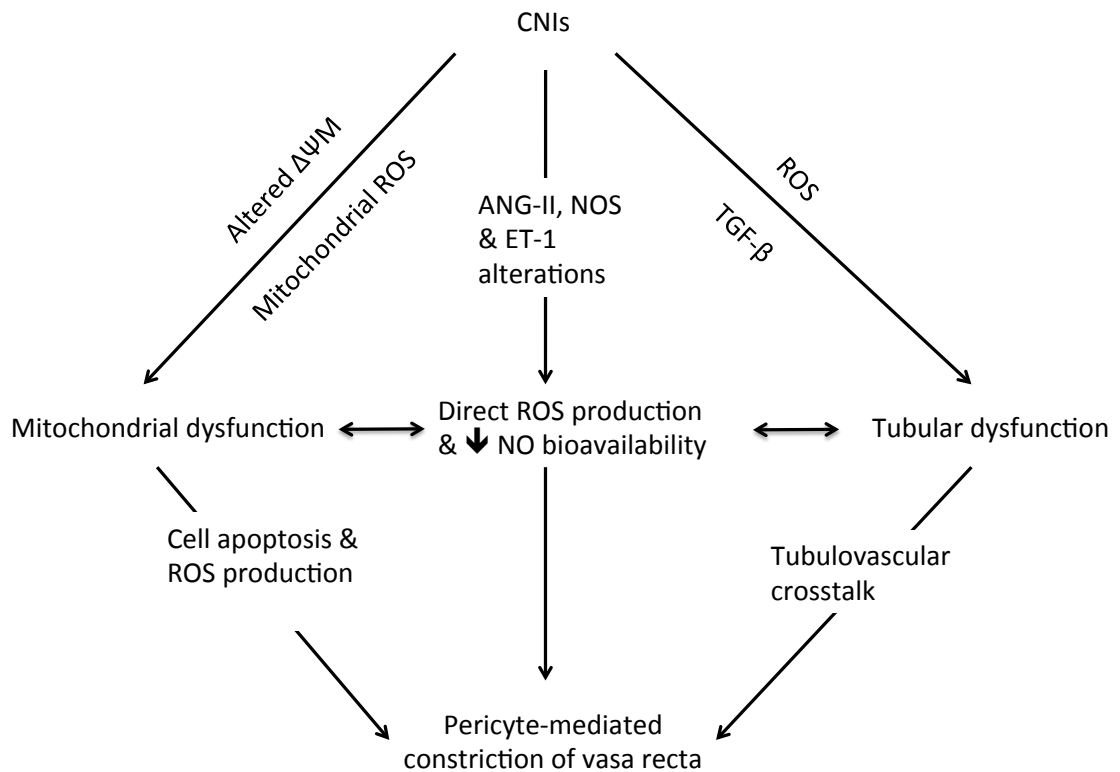 CNIs
Altered ΔΨM
Mitochondrial ROS
ANG-II, NOS
& ET-1
alterations
ROS
TGF-β
Mitochondrial dysfunction
Direct ROS production
& 🡻 NO bioavailability
Tubular dysfunction
Cell apoptosis &
ROS production
Tubulovascular
crosstalk
Pericyte-mediated
constriction of vasa recta